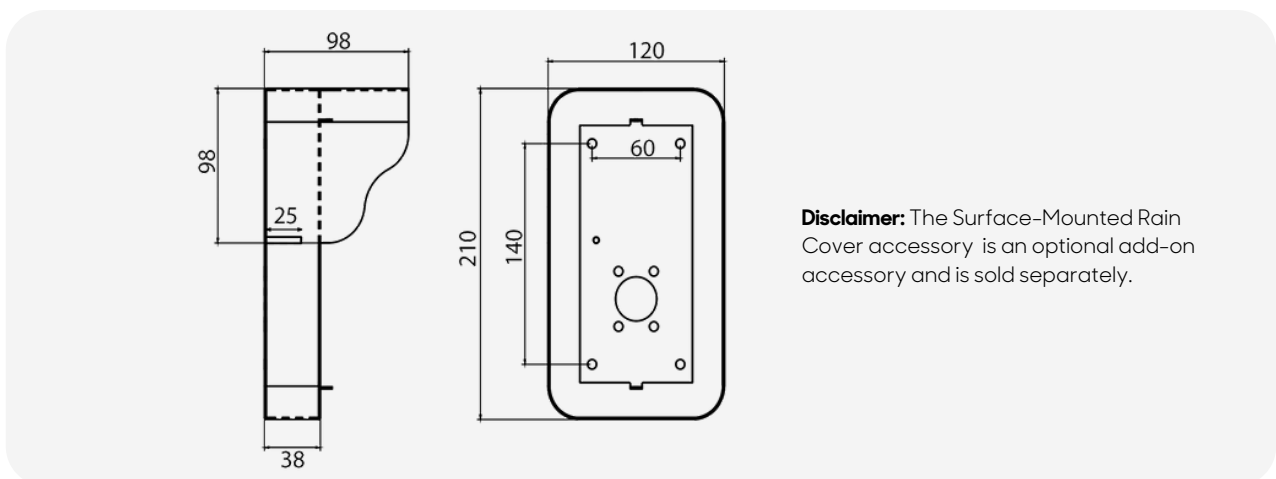 98
120
98
60
25
210
140
38
Disclaimer: The Surface-Mounted Rain
Cover accessory is an optional add-on
accessory and is sold separately.